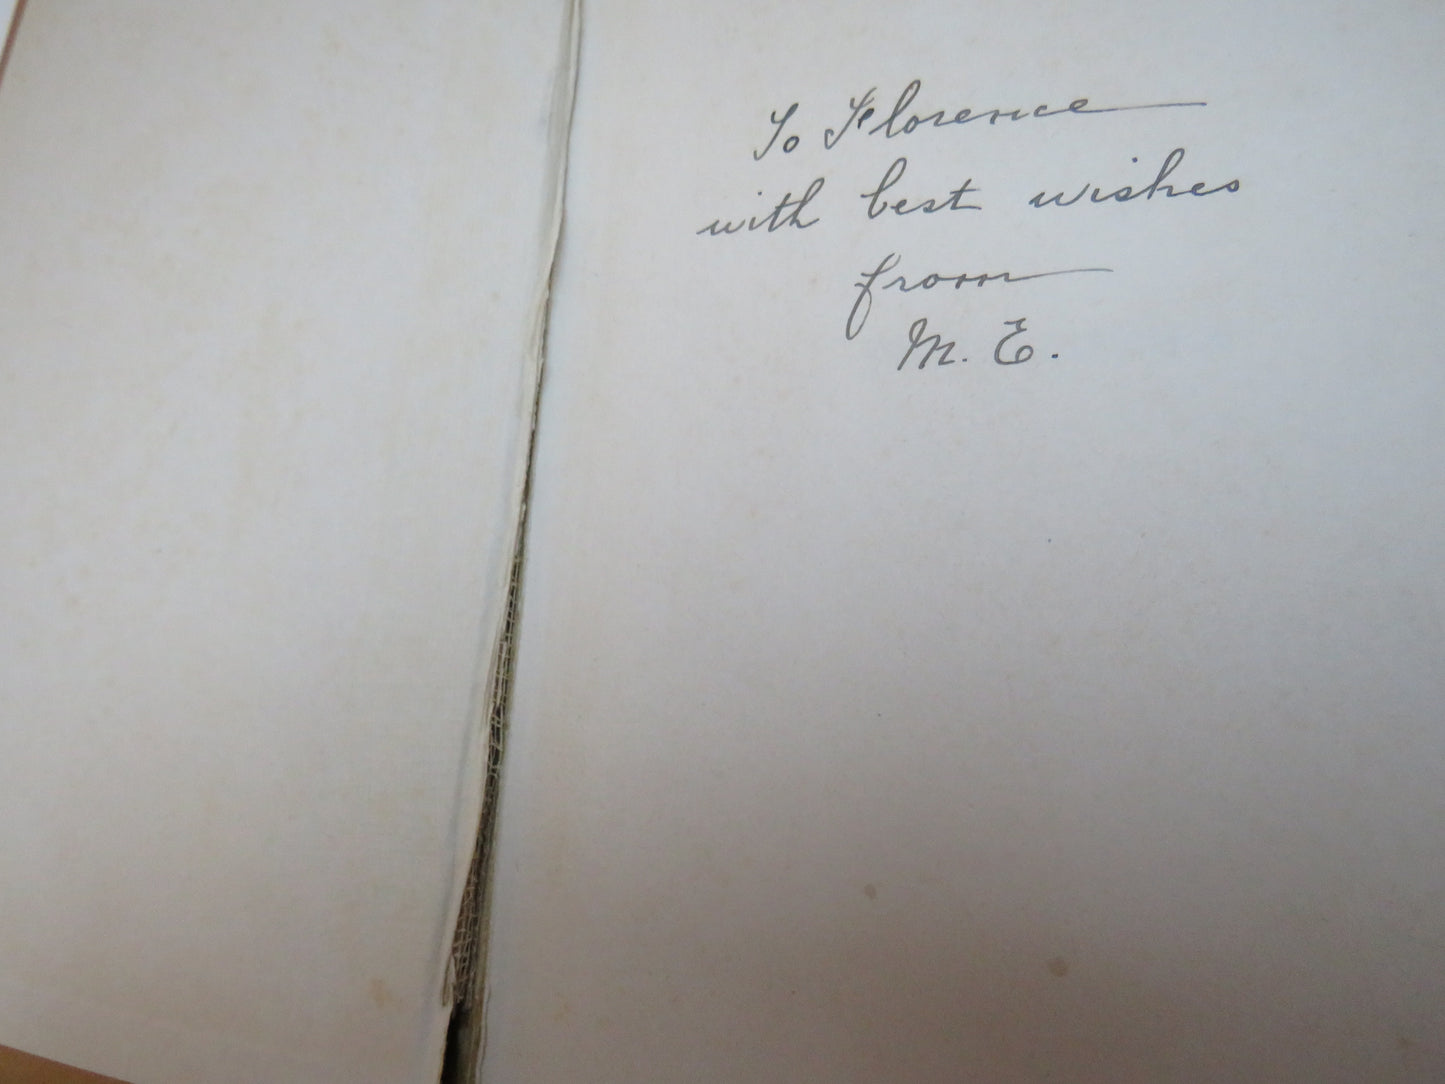 To Florence
with best wishes
from
M. E.